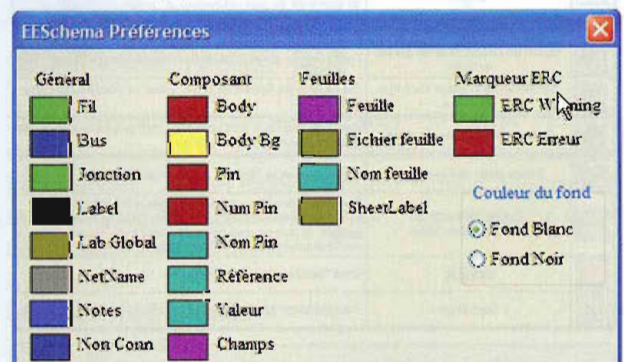 EESchema Préférences
Général
Fil
Bus
Jonction
Label
Lab Global
NetName
Notes
Non Conn
Composant
Body
Body Bg
Pin
Num Pin
Nom Pin
Référence
Valeur
Champs
Feuilles
Feuille
Fichier feuille
Nom feuille
SheetLabel
Marqueur ERC
ERC
ERC Erreur
Couleur du fond
Fond Blanc
Fond Noir